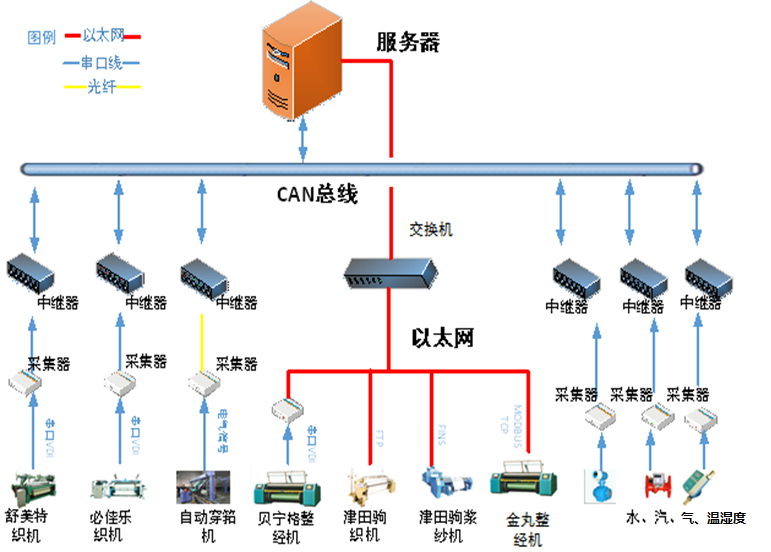 图例
以太网
串口线
光纤
服务器
CAN总线
交换机
中继器
中继器
中继器
中继器
中继器
中继器
以太网
采集器
采集器
采集器
采集器
采集器
采集器
串口VDI
串口VDI
电气信号
串口VDI
FTP
FINS
MODBUS
TCP
舒美特
织机
必佳乐
织机
自动穿筘
机
贝宁格整
经机
津田驹
织机
津田驹浆
纱机
金丸整
经机
水、汽、气、温湿度